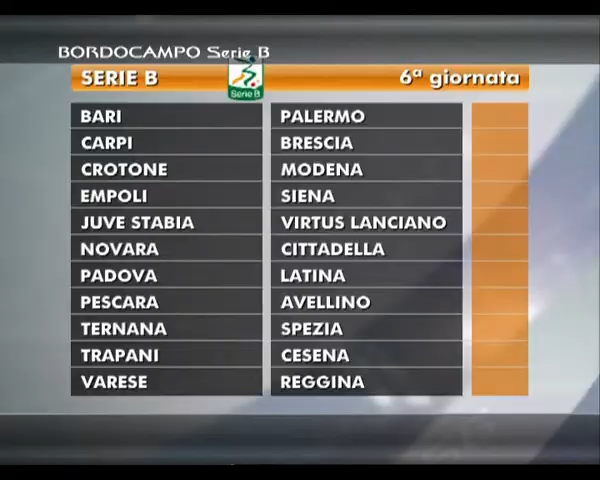 BORDOCAMPO Serie B
SERIE B Serie B 6ª giornata
BARI PALERMO
CARPI BRESCIA
CROTONE MODENA
EMPOLI SIENA
JUVE STABIA VIRTUS LANCIANO
NOVARA CITTADELLA
PADOVA LATINA
PESCARA AVELLINO
TERNANA SPEZIA
TRAPANI CESENA
VARESE REGGINA